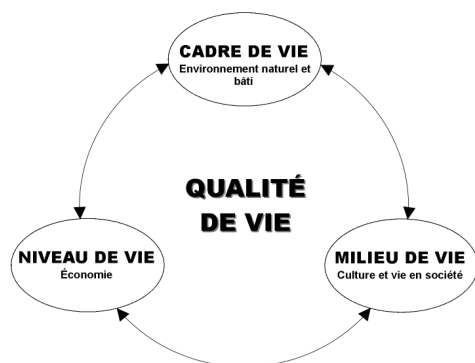 CADRE DE VIE
Environnement naturel et
bâti
QUALITÉ
DE VIE
NIVEAU DE VIE
Économie
MILIEU DE VIE
Culture et vie en société